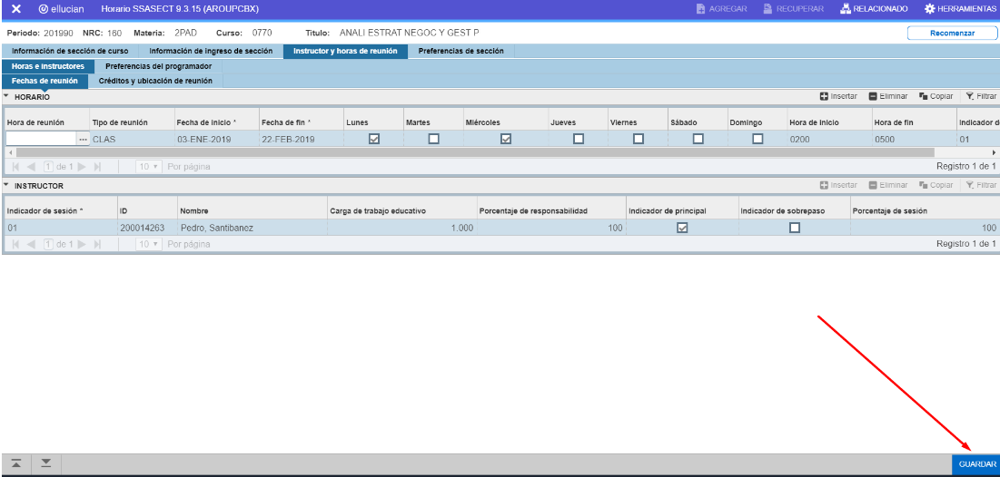 ellucian Horario SSASECT 9.3.15 (AROUPCBX) AGREGAR RECUPERAR RELACIONADO HERRAMIENTAS
Periodo: 201990 NRC: 160 Materia: 2PAD Curso: 0770 Titulo: ANALI ESTRAT NEGOC Y GEST P Recomenzar
Información de sección de curso Información de ingreso de sección Instructor y horas de reunión Preferencias de sección
Horas e instructores Preferencias del programador
Fechas de reunión Créditos y ubicación de reunión
HORARIO Insertar Eliminar Copiar Filtrar
Hora de reunión Tipo de reunión Fecha de inicio * Fecha de fin * Lunes Martes Miércoles Jueves Viernes Sábado Domingo Hora de inicio Hora de fin Indicador d
... CLAS 03-ENE-2019 22-FEB-2019 0200 0500 01
1 de 1 10 Por página Registro 1 de 1
INSTRUCTOR Insertar Eliminar Copiar Filtrar
Indicador de sesión * ID Nombre Carga de trabajo educativo Porcentaje de responsabilidad Indicador de principal Indicador de sobrepaso Porcentaje de sesión
01 200014263 Pedro, Santibanez 1.000 100 100
1 de 1 10 Por página Registro 1 de 1
GUARDAR